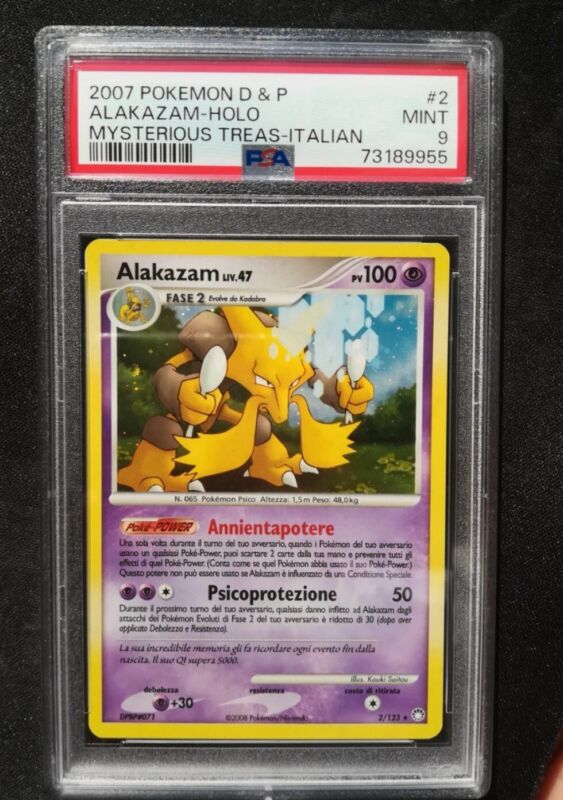 2007 POKEMON D & P #2
ALAKAZAM-HOLO MINT
MYSTERIOUS TREAS-ITALIAN 9
PSA 73189955
Alakazam LIV.47 PV 100
FASE 2 Evolve da Kadabra
N. 065 Pokémon Psico Altezza: 1,5m Peso: 48,0kg
Poké-POWER Annientapotere
Una sola volta durante il turno del tuo avversario, quando i Pokémon del tuo avversario
usano un qualsiasi Poké-Power, puoi scartare 2 carte dalla tua mano e prevenire tutti gli
effetti di quel Poké-Power. (Conta come se quel Pokémon abbia usato il suo Poké-Power.)
Questo potere non può essere usato se Alakazam è influenzato da una Condizione Speciale.
Psicoprotezione 50
Durante il prossimo turno del tuo avversario, qualsiasi danno inflitto ad Alakazam dagli
attacchi dei Pokémon Evoluti di Fase 2 del tuo avversario è ridotto di 30 (dopo aver
applicato Debolezza e Resistenza).
La sua incredibile memoria gli fa ricordare ogni evento fin dalla
nascita. Il suo QI supera 5000.
Illus. Kouki Saitou
debolezza resistenza costo di ritirata
+30
DPBP#071 ©2008 Pokémon/Nintendo 2/123 ★